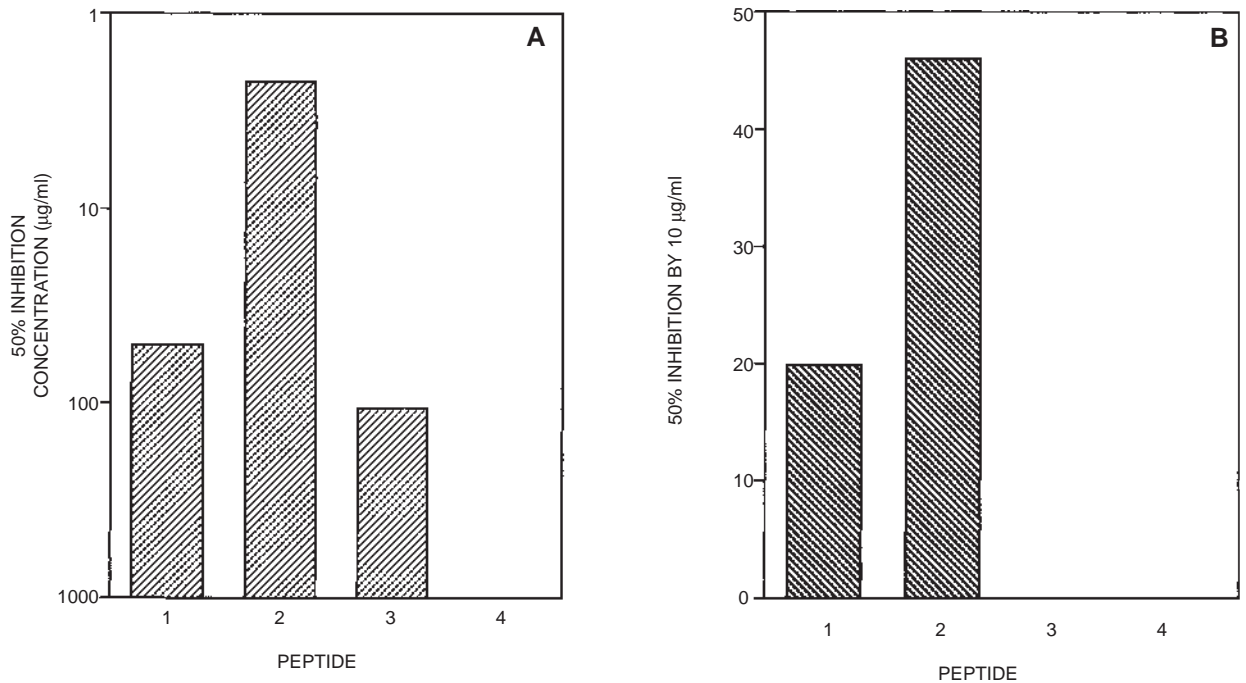 A
50% INHIBITION
CONCENTRATION (µg/ml)
1
10
100
1000
1 2 3 4
PEPTIDE
B
50% INHIBITION BY 10 µg/ml
50
40
30
20
10
0
1 2 3 4
PEPTIDE